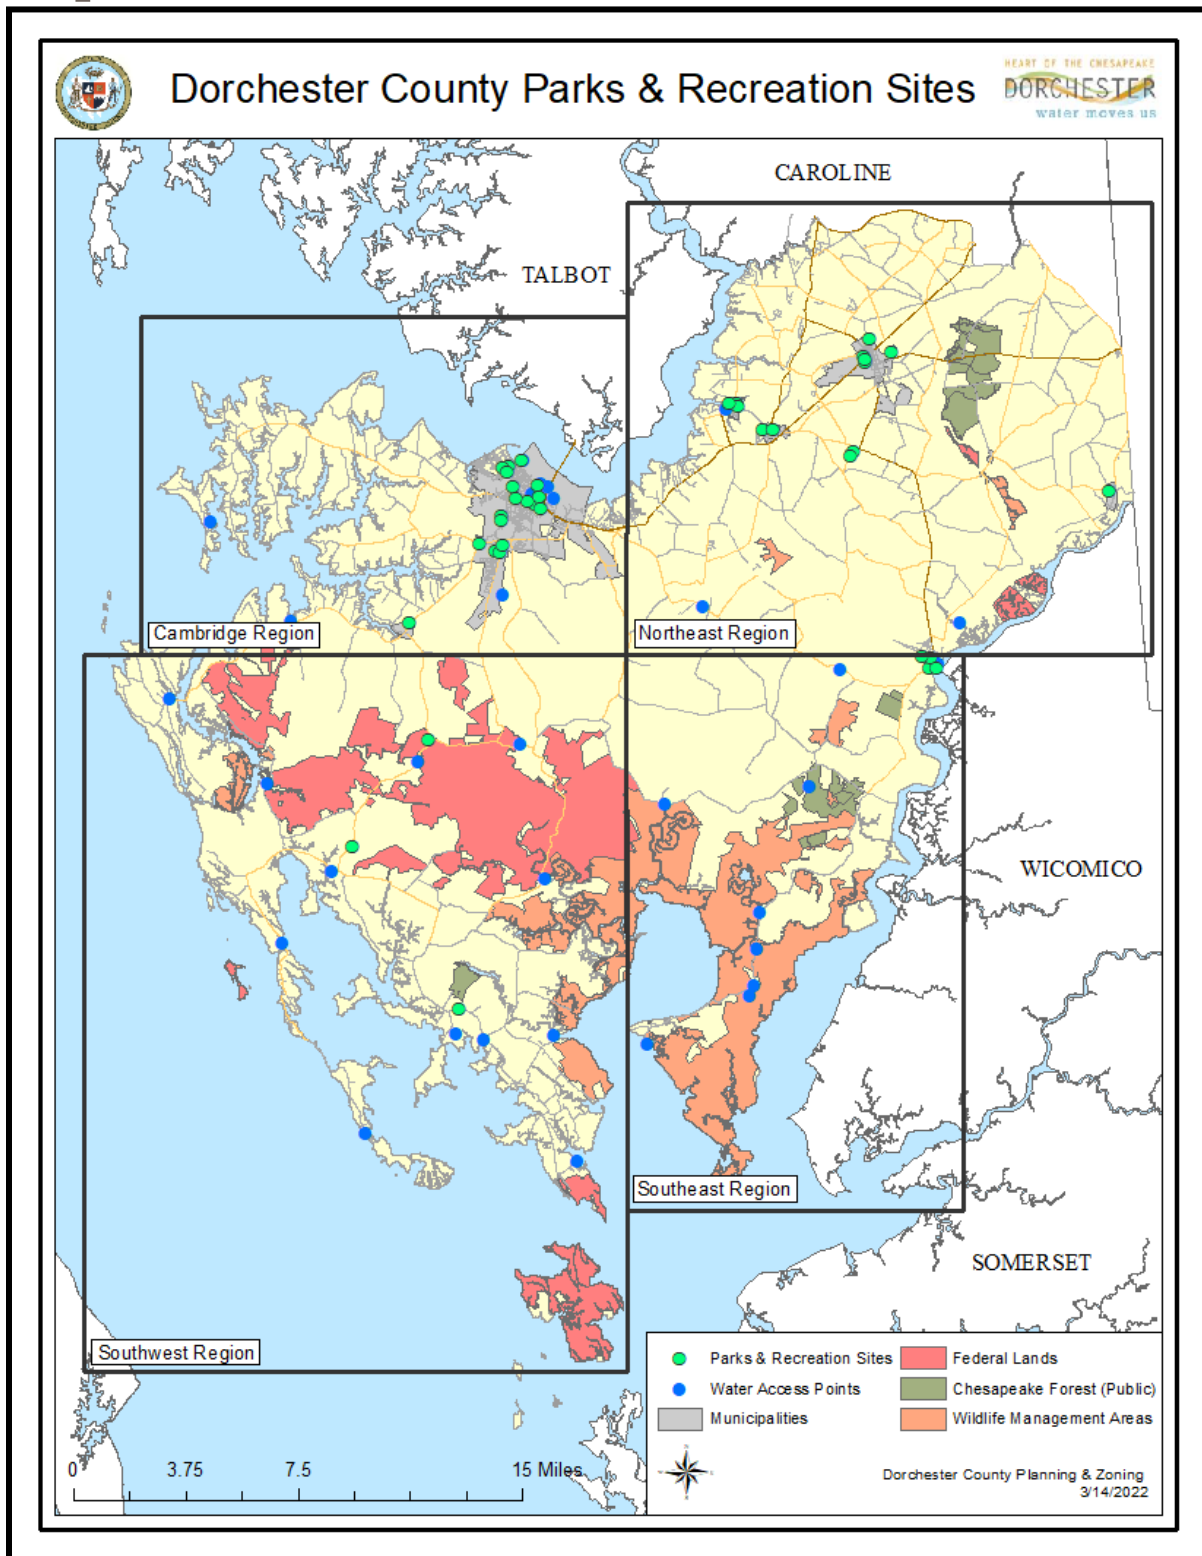 Dorchester County Parks & Recreation Sites
HEART OF THE CHESAPEAKE
DORCHESTER
water moves us
CAROLINE
TALBOT
Cambridge Region
Northeast Region
WICOMICO
Southeast Region
SOMERSET
Southwest Region
Parks & Recreation Sites
Federal Lands
Water Access Points
Chesapeake Forest (Public)
Municipalities
Wildlife Management Areas
0 3.75 7.5 15 Miles
Dorchester County Planning & Zoning
3/14/2022